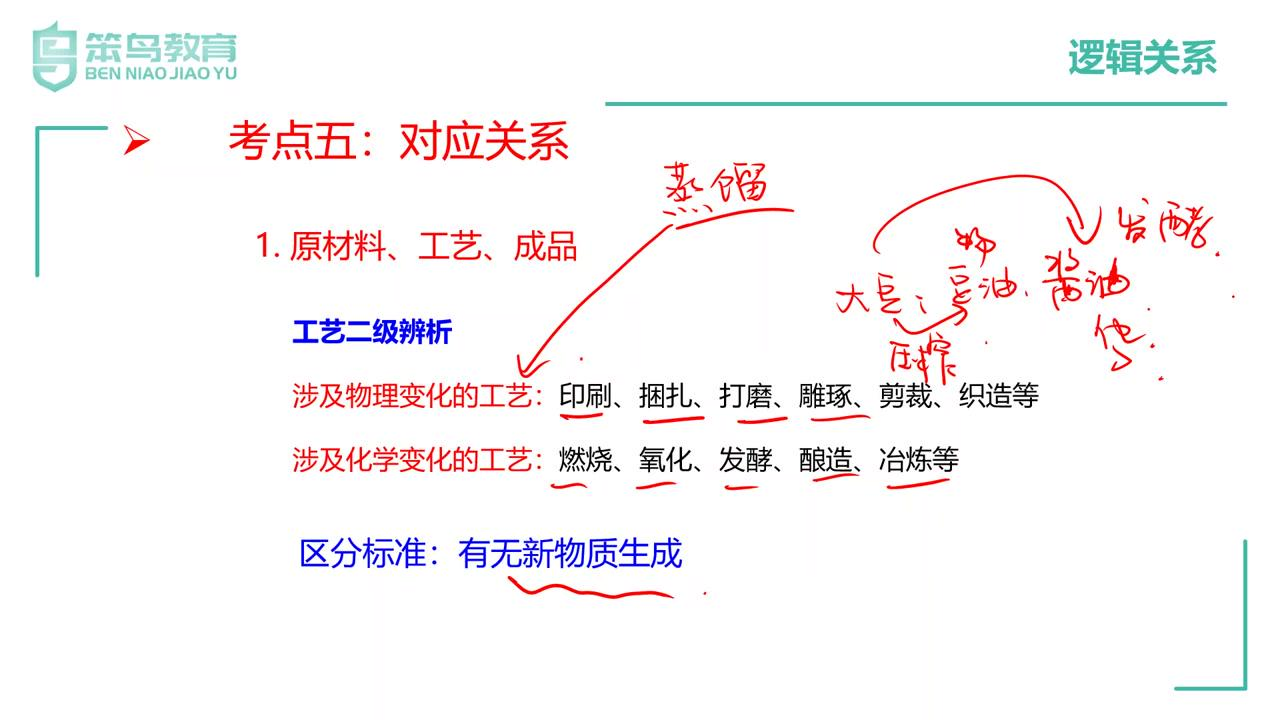 笨鸟教育
BEN NIAO JIAO YU
逻辑关系
考点五：对应关系
蒸馏
发酵
1. 原材料、工艺、成品
物
大豆；豆油、酱油
化
压榨
工艺二级辨析
涉及物理变化的工艺：印刷、捆扎、打磨、雕琢、剪裁、织造等
涉及化学变化的工艺：燃烧、氧化、发酵、酿造、冶炼等
区分标准：有无新物质生成